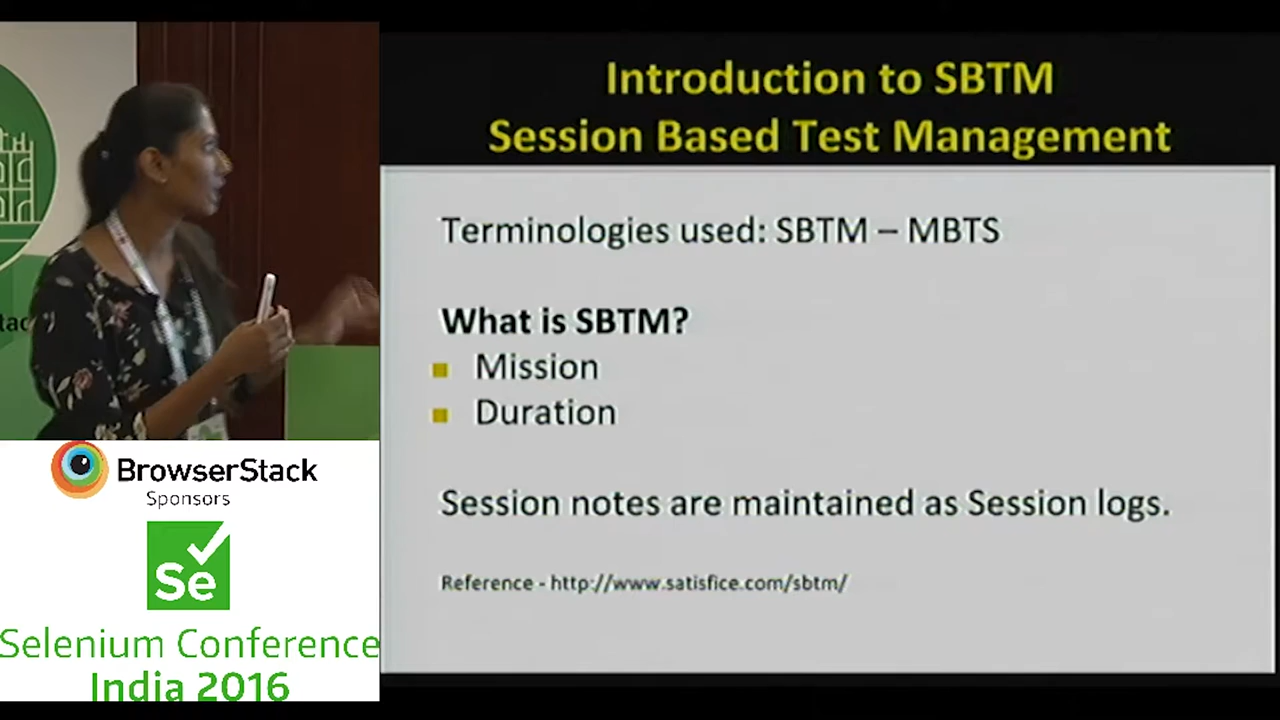 Introduction to SBTM
Session Based Test Management
Terminologies used: SBTM – MBTS
What is SBTM?
Mission
Duration
Session notes are maintained as Session logs.
Reference - http://www.satisfice.com/sbtm/
BrowserStack
Sponsors
Se
Selenium Conference
India 2016